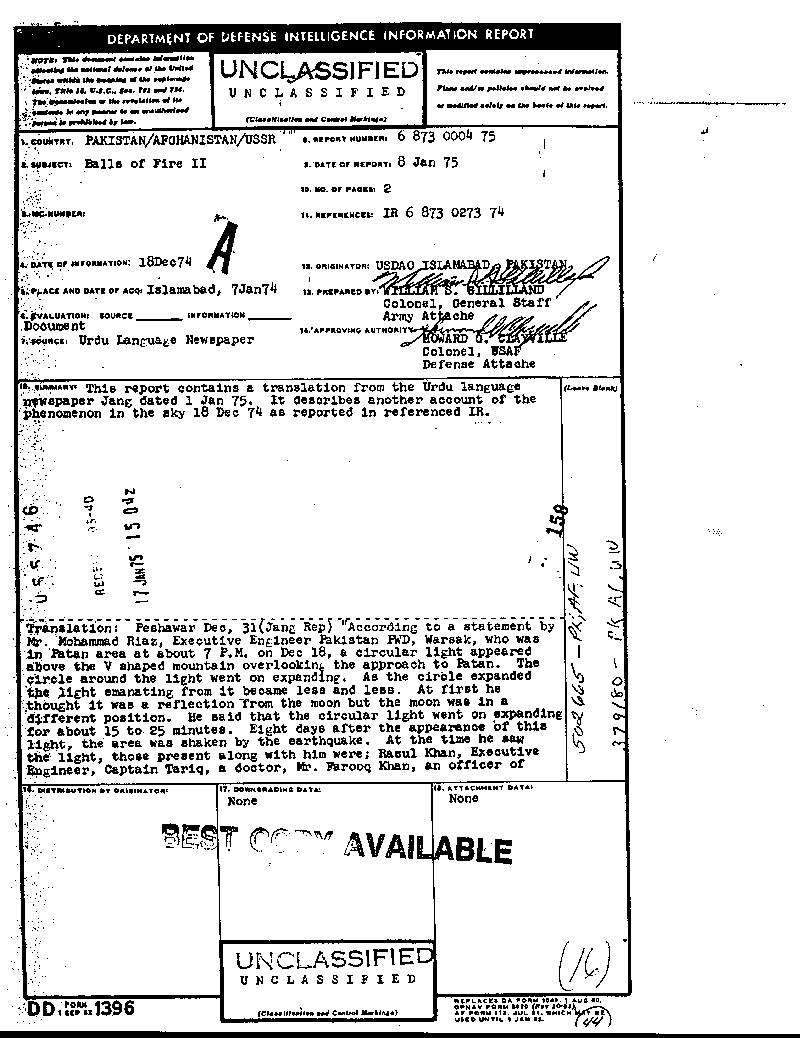 DEPARTMENT OF DEFENSE INTELLIGENCE INFORMATION REPORT
NOTE: This document contains information
affecting the national defense of the United
States within the meaning of the espionage
laws, Title 18, U.S.C., Sec. 793 and 794.
The transmission or the revelation of its
contents in any manner to an unauthorized
person is prohibited by law.
UNCLASSIFIED
UNCLASSIFIED
(Classification and Control Markings)
This report contains unprocessed information.
Plans and/or policies should not be evolved
or modified solely on the basis of this report.
1. COUNTRY: PAKISTAN/AFGHANISTAN/USSR
2. SUBJECT: Balls of Fire II
3. ISC NUMBER:
A
4. DATE OF INFORMATION: 18Dec74
5. PLACE AND DATE OF ACQ: Islamabad, 7Jan74
6. EVALUATION: SOURCE ______ INFORMATION ______
Document
7. SOURCE: Urdu Language Newspaper
8. REPORT NUMBER: 6 873 0004 75
9. DATE OF REPORT: 8 Jan 75
10. NO. OF PAGES: 2
11. REFERENCES: IR 6 873 0273 74
12. ORIGINATOR: USDAO ISLAMABAD, PAKISTAN
13. PREPARED BY: WILLIAM S. GILLILLAND
Colonel, General Staff
Army Attache
14. APPROVING AUTHORITY: HOWARD
Colonel, USAF
Defense Attache
15. SUMMARY: This report contains a translation from the Urdu language
newspaper Jang dated 1 Jan 75. It describes another account of the
phenomenon in the sky 18 Dec 74 as reported in referenced IR.
(Leave Blank)
17 JAN 75 15 04z
158
502665 - PK, AF, UW
379180 - PK AF, UW
Translation: Peshawar Dec, 31(Jang Rep) "According to a statement by
Mr. Mohammad Riaz, Executive Engineer Pakistan PWD, Warsak, who was
in Patan area at about 7 P.M. on Dec 18, a circular light appeared
above the V shaped mountain overlooking the approach to Patan. The
circle around the light went on expanding. As the circle expanded
the light emanating from it became less and less. At first he
thought it was a reflection from the moon but the moon was in a
different position. He said that the circular light went on expanding
for about 15 to 25 minutes. Eight days after the appearance of this
light, the area was shaken by the earthquake. At the time he saw
the light, those present along with him were; Rasul Khan, Executive
Engineer, Captain Tariq, a doctor, Mr. Farooq Khan, an officer of
16. DISTRIBUTION BY ORIGINATOR:
17. DOWNGRADING DATA:
None
18. ATTACHMENT DATA:
None
BEST COPY AVAILABLE
UNCLASSIFIED
UNCLASSIFIED
(Classification and Control Markings)
(16)
DD FORM 1 SEP 62 1396
REPLACES DA FORM 1048, 1 AUG 60,
OPNAV FORM 3820
AF FORM 112, JUL 61, WHICH MAY BE
USED UNTIL 1 JAN 63.
(44)